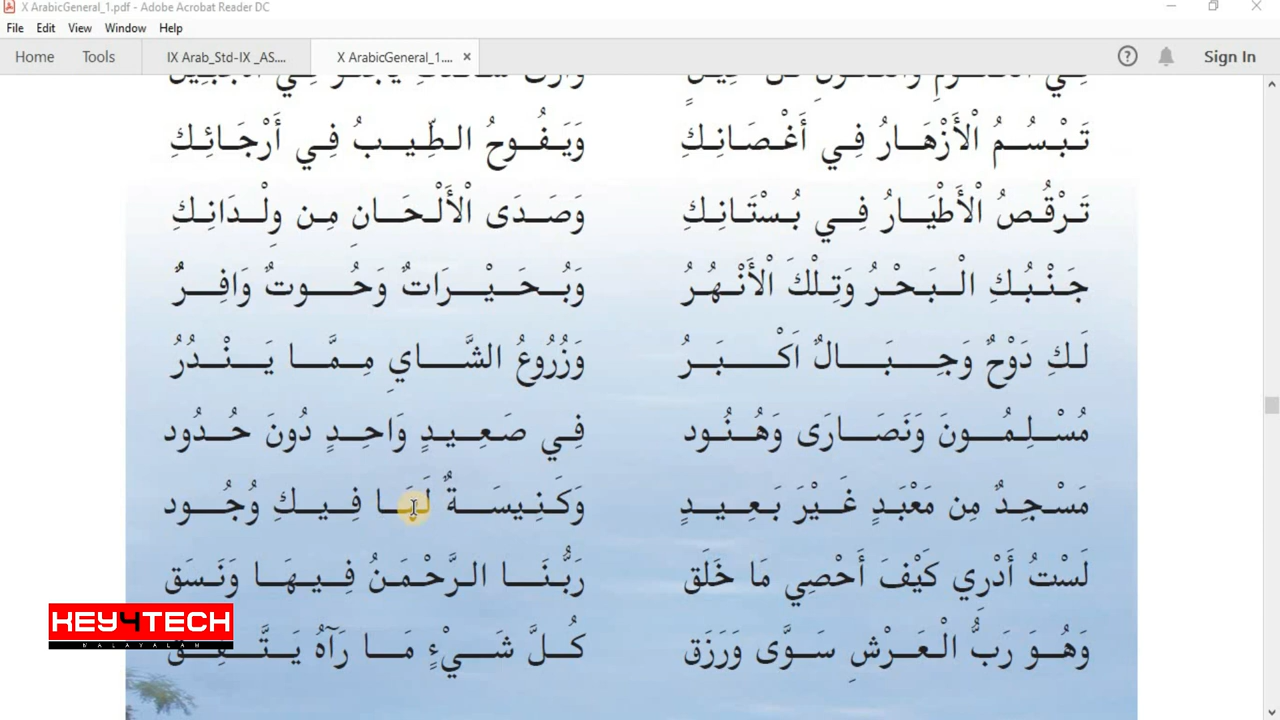 X ArabicGeneral_1.pdf - Adobe Acrobat Reader DC
File Edit View Window Help
Home Tools IX Arab_Std-IX _AS.... X ArabicGeneral_1.... × Sign In
تَبْسُمُ الْأَزْهَارُ فِي أَغْصَانِكِ وَيَفُوحُ الطِّيبُ فِي أَرْجَائِكِ
تَرْقُصُ الْأَطْيَارُ فِي بُسْتَانِكِ وَصَدَى الْأَلْحَانِ مِن وِلْدَانِكِ
جَنْبُكِ الْبَحْرُ وَتِلْكَ الْأَنْهُرُ وَبُحَيْرَاتٌ وَحُوتٌ وَافِرٌ
لَكِ دَوْحٌ وَجِبَالٌ اَكْبَرُ وَزُرُوعُ الشَّايِ مِمَّا يَنْدُرُ
مُسْلِمُونَ وَنَصَارَى وَهُنُود فِي صَعِيدٍ وَاحِدٍ دُونَ حُدُود
مَسْجِدٌ مِن مَعْبَدٍ غَيْرَ بَعِيدٍ وَكَنِيسَةٌ لَهَا فِيكِ وُجُود
لَسْتُ أَدْرِي كَيْفَ أَحْصِي مَا خَلَق رَبُّنَا الرَّحْمَنُ فِيهَا وَنَسَق
وَهُوَ رَبُّ الْعَرْشِ سَوَّى وَرَزَق كُلَّ شَيْءٍ مَا رَآهُ يَتَّفِق
KEY4TECH
MALAYALAM